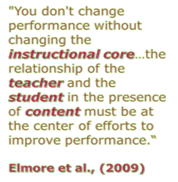 "You don't change
performance without
changing the
instructional core...the
relationship of the
teacher and the
student in the presence
of content must be at
the center of efforts to
improve performance.“
Elmore et al., (2009)